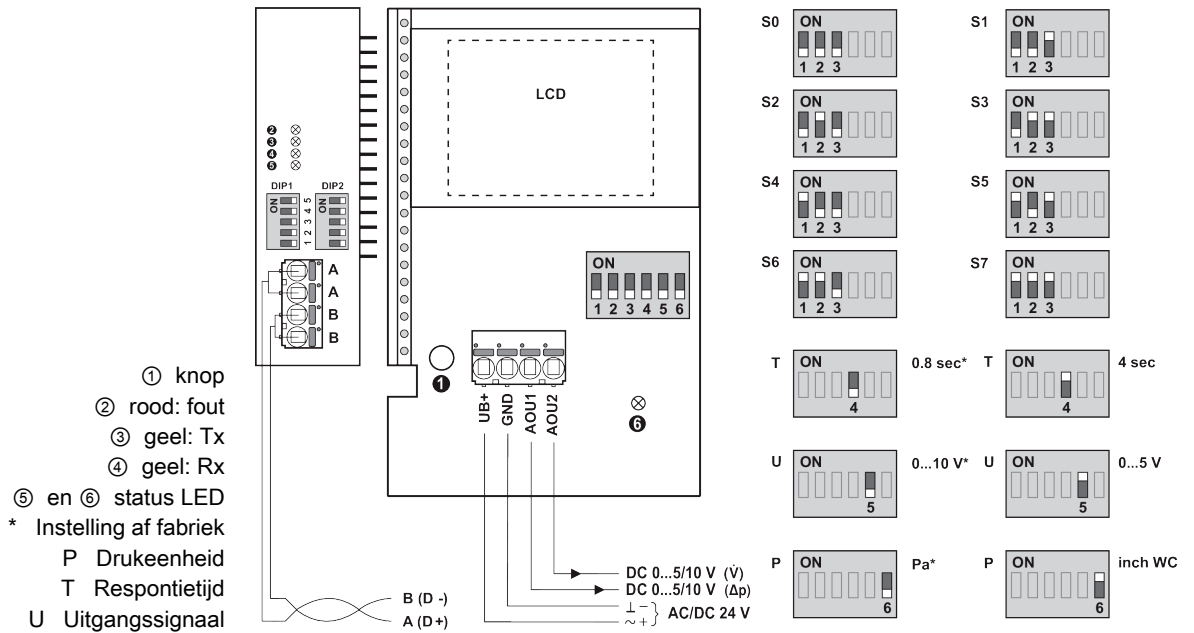 LCD
❷
❸
❹
❺
DIP1 DIP2
ON ON
1 2 3 4 5
A
A
B
B
ON
1 2 3 4 5 6
❶
❻
UB+
GND
AOU1
AOU2
DC 0...5/10 V (V̇)
DC 0...5/10 V (Δp)
⊥ −
~ + } AC/DC 24 V
B (D -)
A (D+)
① knop
② rood: fout
③ geel: Tx
④ geel: Rx
⑤ en ⑥ status LED
* Instelling af fabriek
P Drukeenheid
T Respontietijd
U Uitgangssignaal
S0 ON
1 2 3
S1 ON
1 2 3
S2 ON
1 2 3
S3 ON
1 2 3
S4 ON
1 2 3
S5 ON
1 2 3
S6 ON
1 2 3
S7 ON
1 2 3
T ON 0.8 sec*
4
T ON 4 sec
4
U ON 0...10 V*
5
U ON 0...5 V
5
P ON Pa*
6
P ON inch WC
6